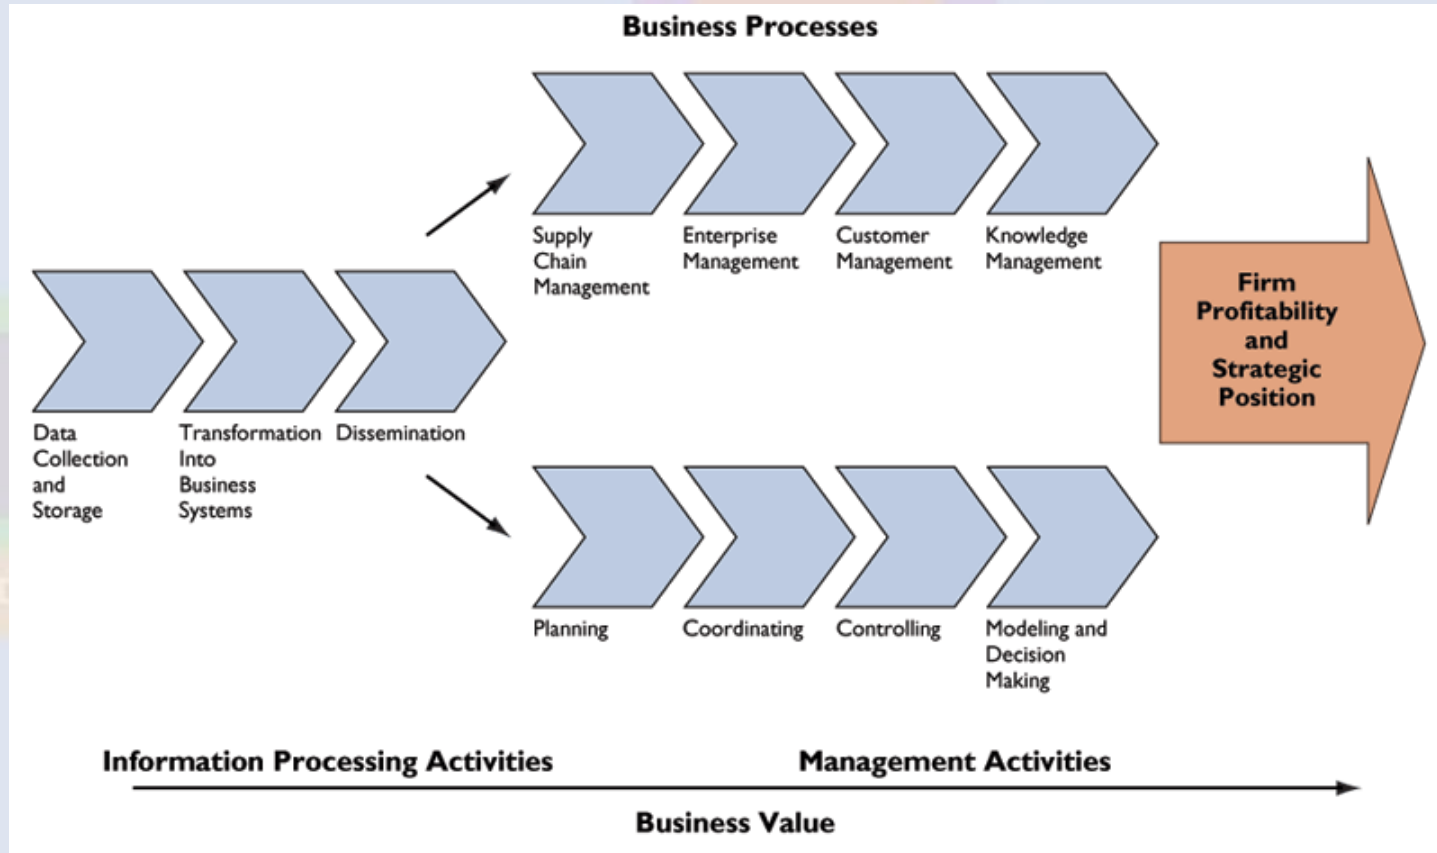 Business Processes
Supply
Chain
Management
Enterprise
Management
Customer
Management
Knowledge
Management
Firm
Profitability
and
Strategic
Position
Data
Collection
and
Storage
Transformation
Into
Business
Systems
Dissemination
Planning
Coordinating
Controlling
Modeling and
Decision
Making
Information Processing Activities
Management Activities
Business Value